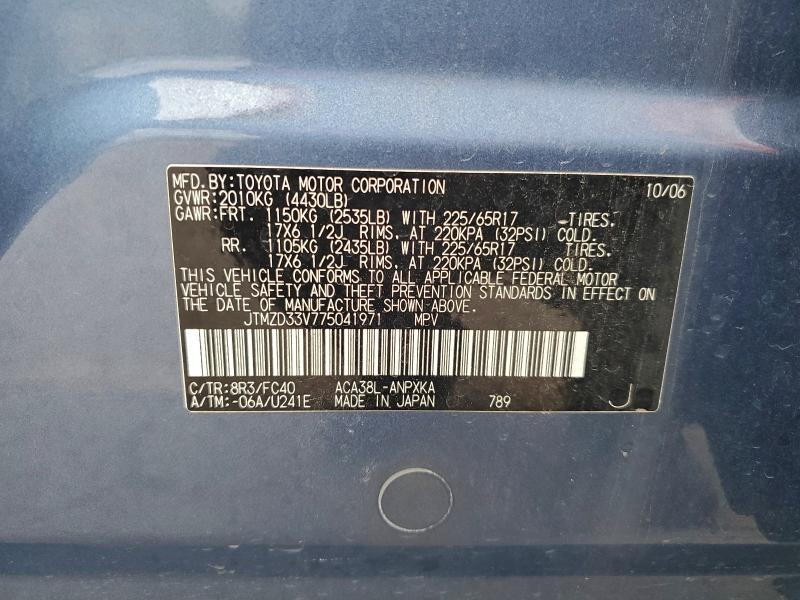 MFD.BY:TOYOTA MOTOR CORPORATION 10/06
GVWR:2010KG (4430LB)
GAWR:FRT. 1150KG (2535LB) WITH 225/65R17 -TIRES.
17X6 1/2J RIMS. AT 220KPA (32PSI) COLD.
RR. 1105KG (2435LB) WITH 225/65R17 -TIRES.
17X6 1/2J RIMS. AT 220KPA (32PSI) COLD.
THIS VEHICLE CONFORMS TO ALL APPLICABLE FEDERAL MOTOR
VEHICLE SAFETY AND THEFT PREVENTION STANDARDS IN EFFECT ON
THE DATE OF MANUFACTURE SHOWN ABOVE.
JTMZD33V775041971 MPV
C/TR:8R3/FC40 ACA38L-ANPXKA
A/TM:-06A/U241E MADE IN JAPAN 789 J